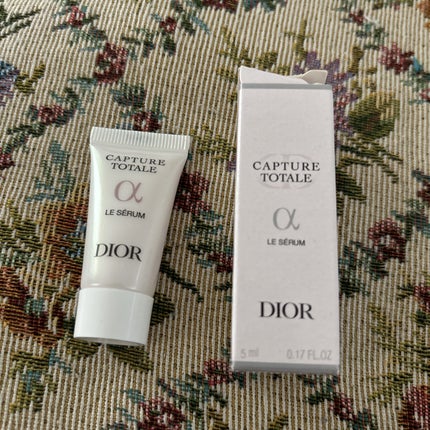 CAPTURE
TOTALE
α
LE SÉRUM
DIOR
CAPTURE
TOTALE
α
LE SÉRUM
DIOR
5 ml 0.17 FL.OZ